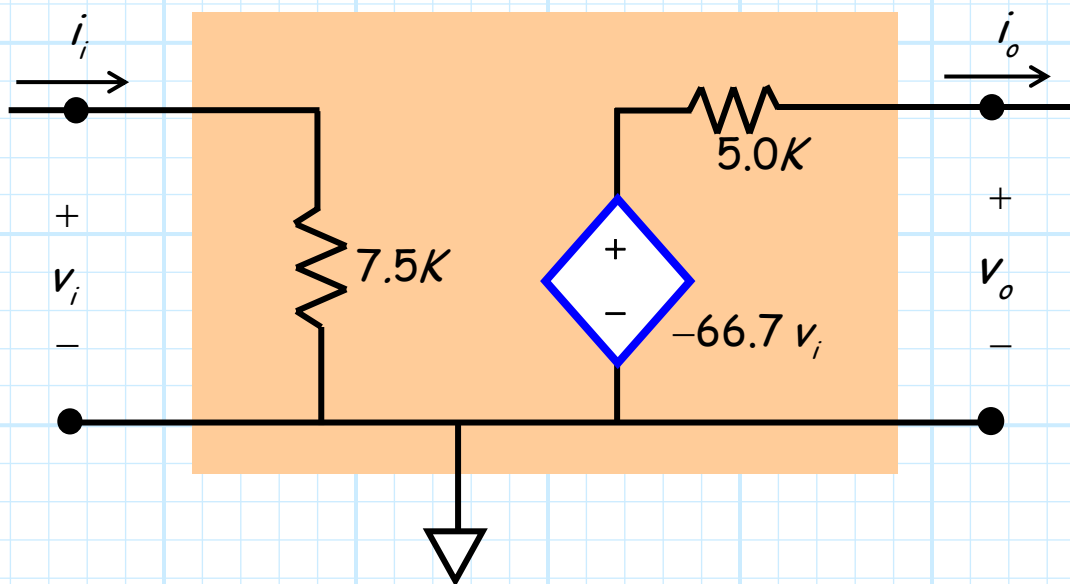 i_i
i_o
5.0K
+
+
v_i
7.5K
+
−
v_o
−66.7 v_i
−
−